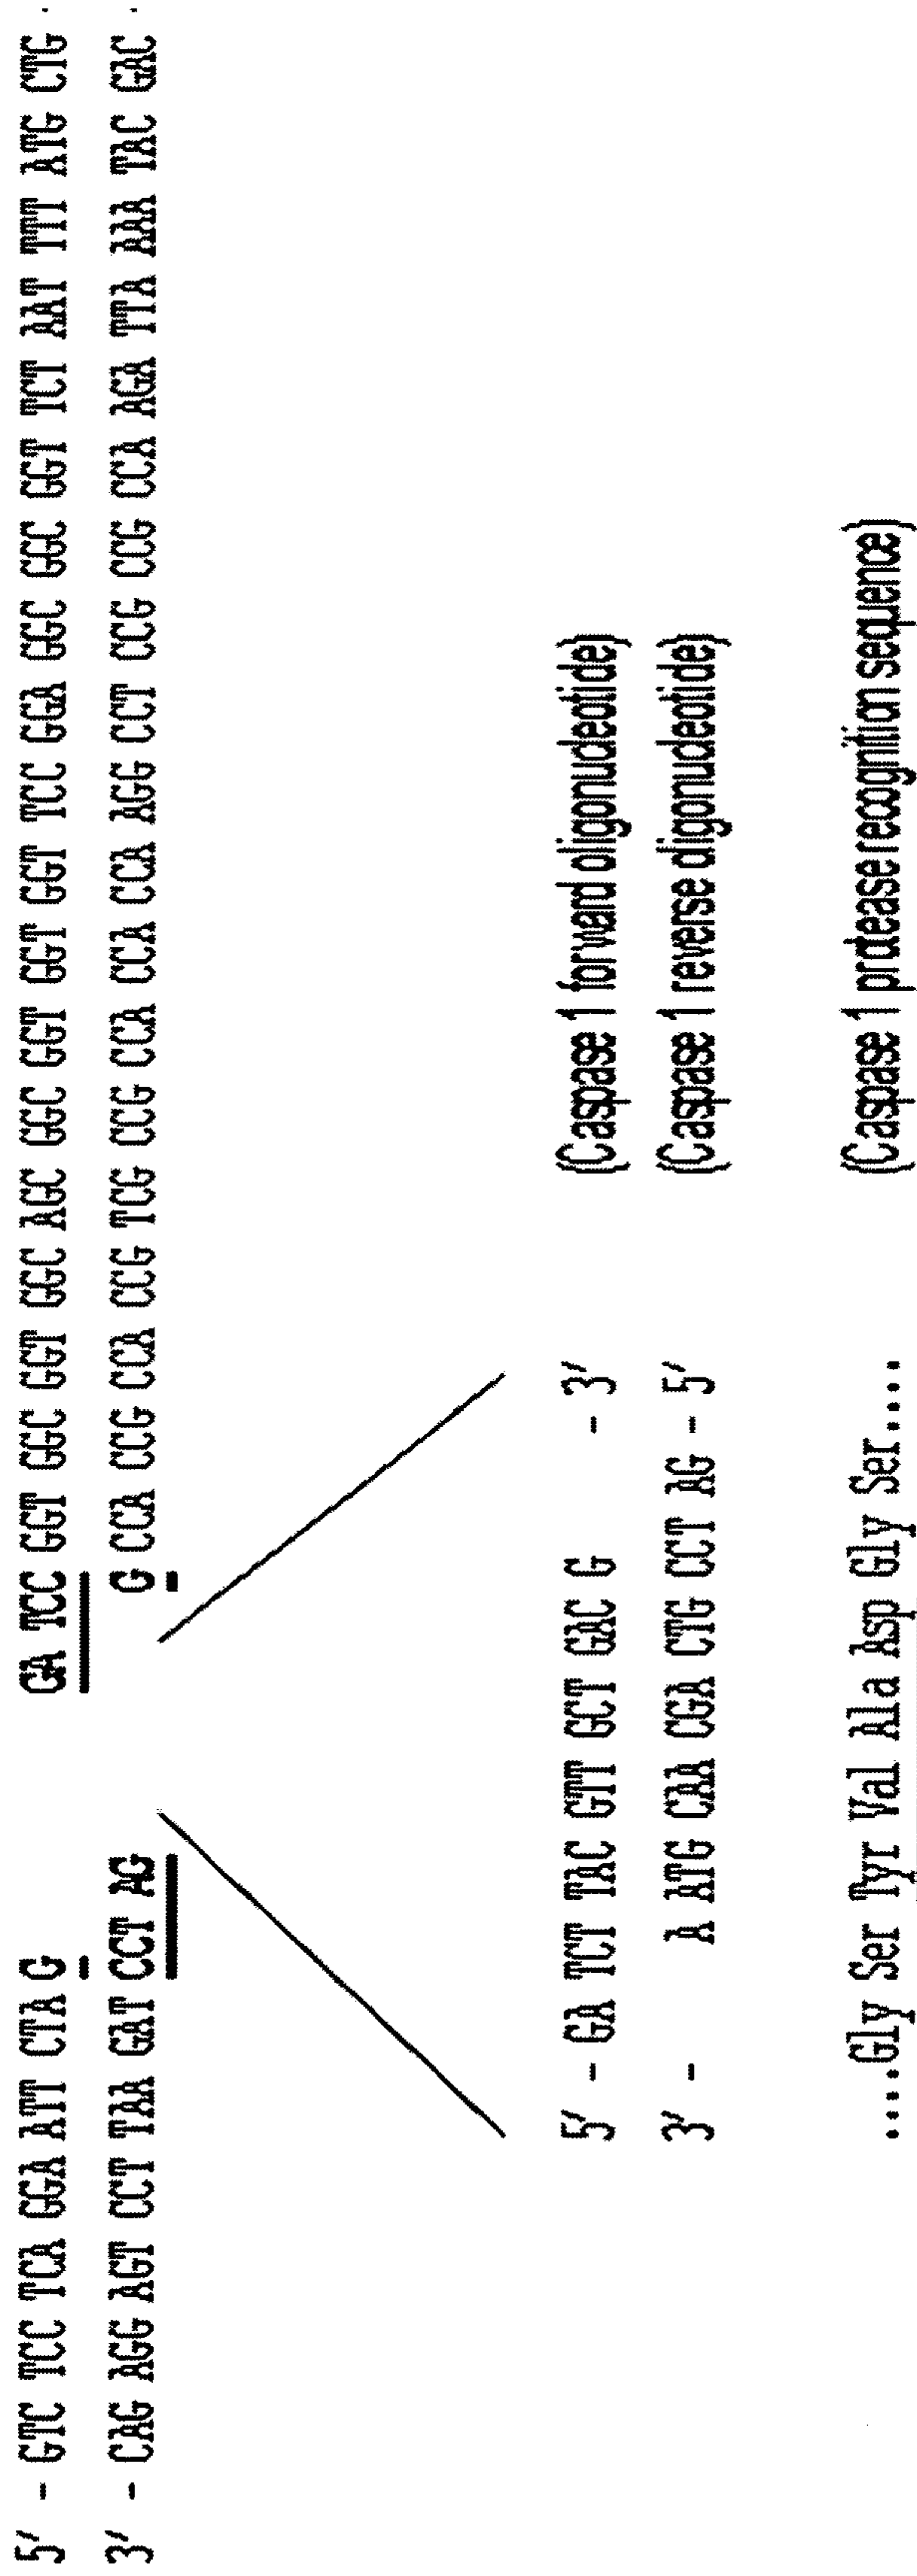 5' - GTC TCC TCA GGA ATT CTA G GA TCC GGT GGC GGT GGC AGC GGC GGT GGT GGT TCC GGA GGC GGC GGT TCT AAT TTT ATG CTG .
3' - CAG AGG AGT CCT TAA GAT CCT AG G CCA CCG CCA CCG TCG CCG CCA CCA CCA AGG CCT CCG CCG CCA AGA TTA AAA TAC GAC .
5' - GA TCT TAC GTT GCT GAC G - 3' (Caspase 1 forward oligonucleotide)
3' - A ATG CAA CGA CTG CCT AG - 5' (Caspase 1 reverse oligonucleotide)
....Gly Ser Tyr Val Ala Asp Gly Ser.... (Caspase 1 protease recognition sequence)